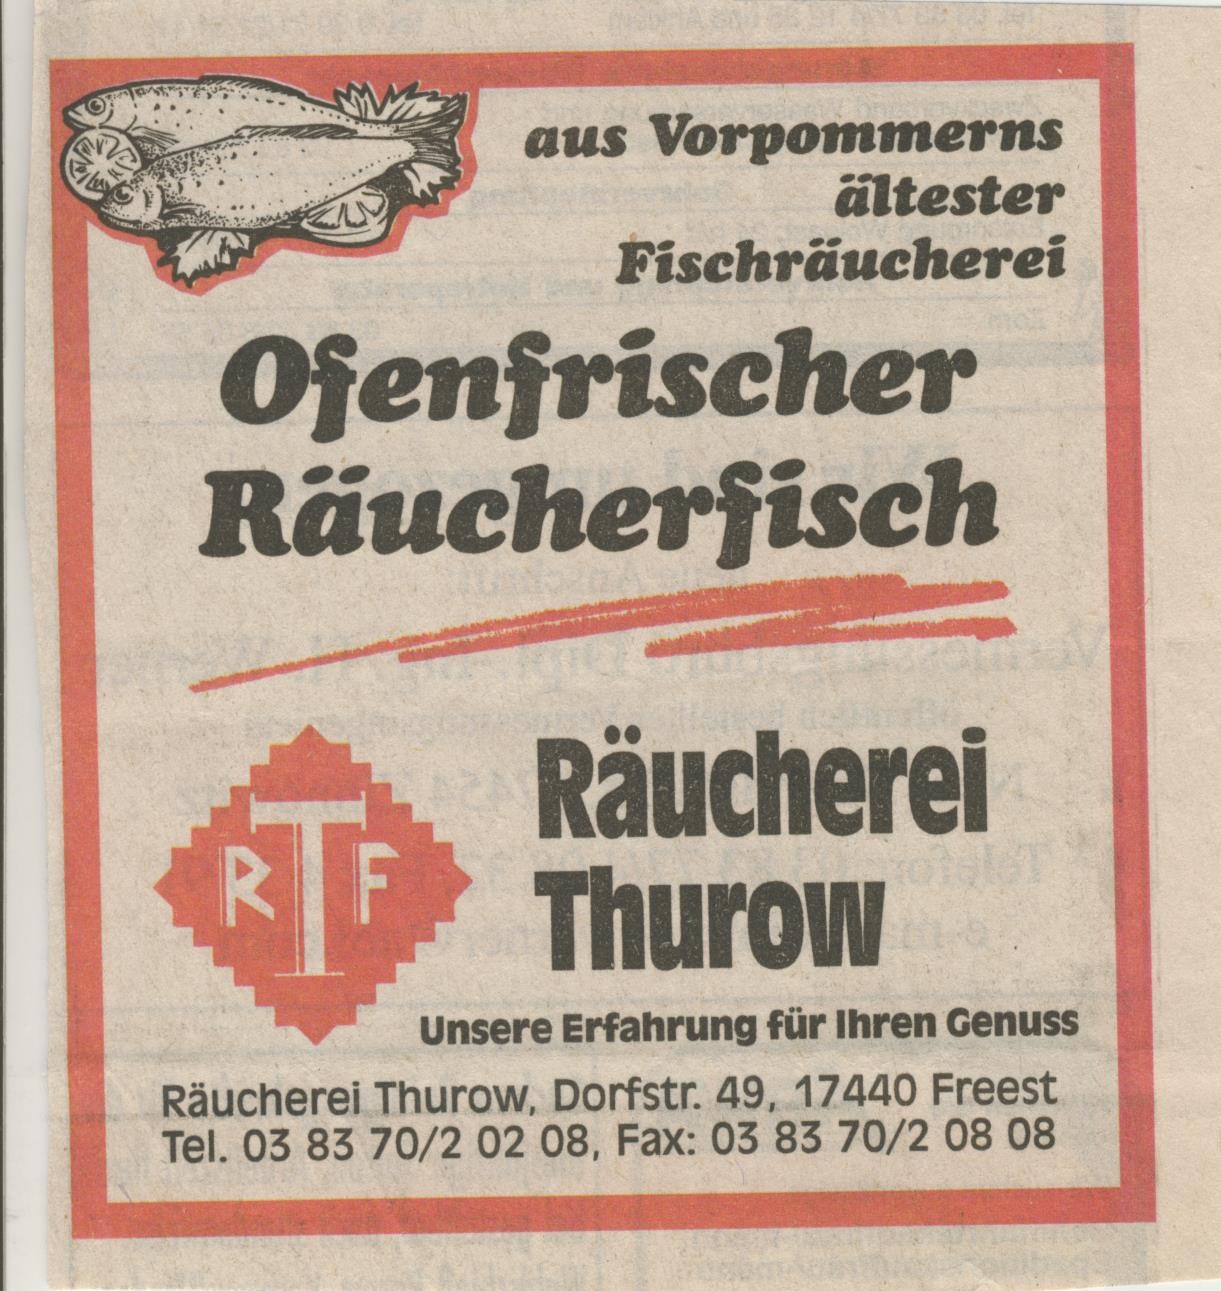 aus Vorpommerns
ältester
Fischräucherei
Ofenfrischer
Räucherfisch
R T F
Räucherei
Thurow
Unsere Erfahrung für Ihren Genuss
Räucherei Thurow, Dorfstr. 49, 17440 Freest
Tel. 03 83 70/2 02 08, Fax: 03 83 70/2 08 08